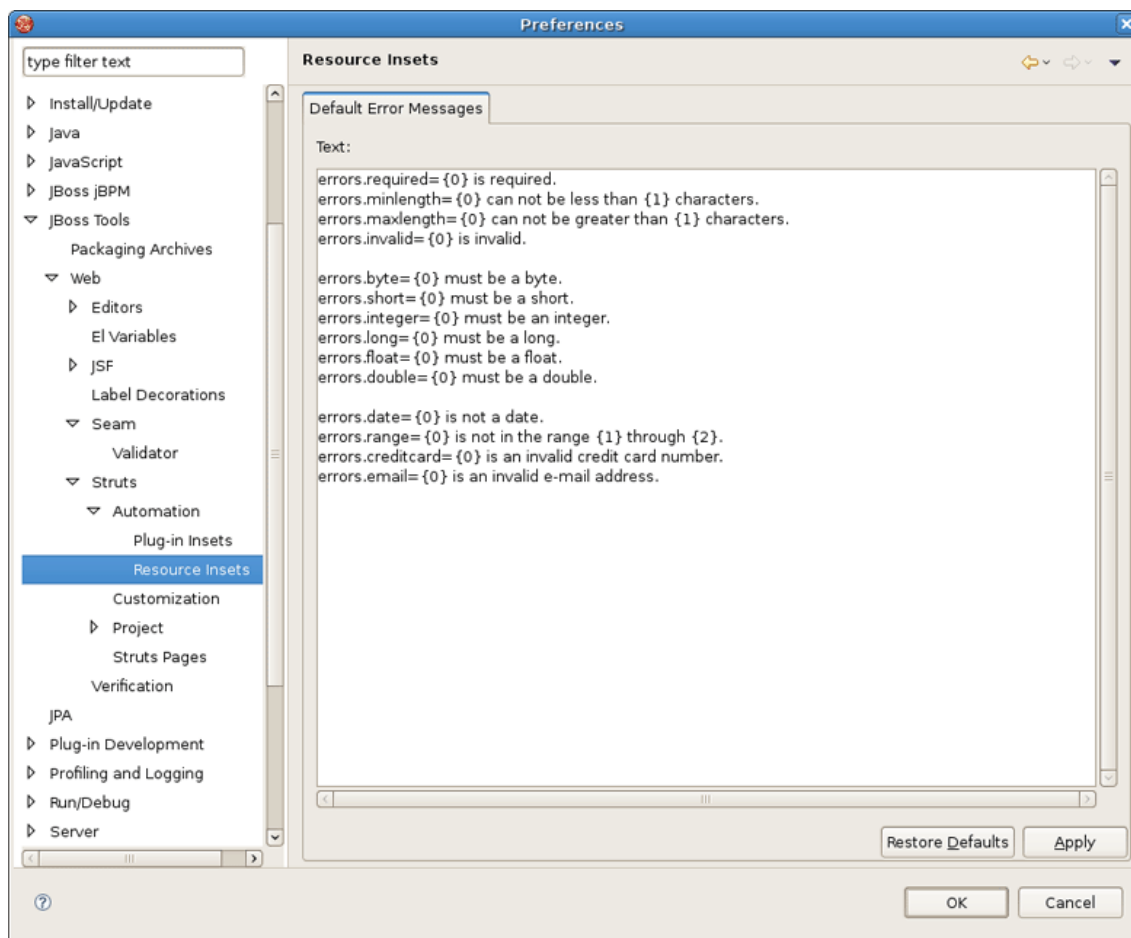 Preferences
type filter text
Install/Update
Java
JavaScript
JBoss jBPM
JBoss Tools
Packaging Archives
Web
Editors
El Variables
JSF
Label Decorations
Seam
Validator
Struts
Automation
Plug-in Insets
Resource Insets
Customization
Project
Struts Pages
Verification
JPA
Plug-in Development
Profiling and Logging
Run/Debug
Server
Resource Insets
Default Error Messages
Text:
errors.required={0} is required.
errors.minlength={0} can not be less than {1} characters.
errors.maxlength={0} can not be greater than {1} characters.
errors.invalid={0} is invalid.
errors.byte={0} must be a byte.
errors.short={0} must be a short.
errors.integer={0} must be an integer.
errors.long={0} must be a long.
errors.float={0} must be a float.
errors.double={0} must be a double.
errors.date={0} is not a date.
errors.range={0} is not in the range {1} through {2}.
errors.creditcard={0} is an invalid credit card number.
errors.email={0} is an invalid e-mail address.
Restore Defaults
Apply
?
OK
Cancel